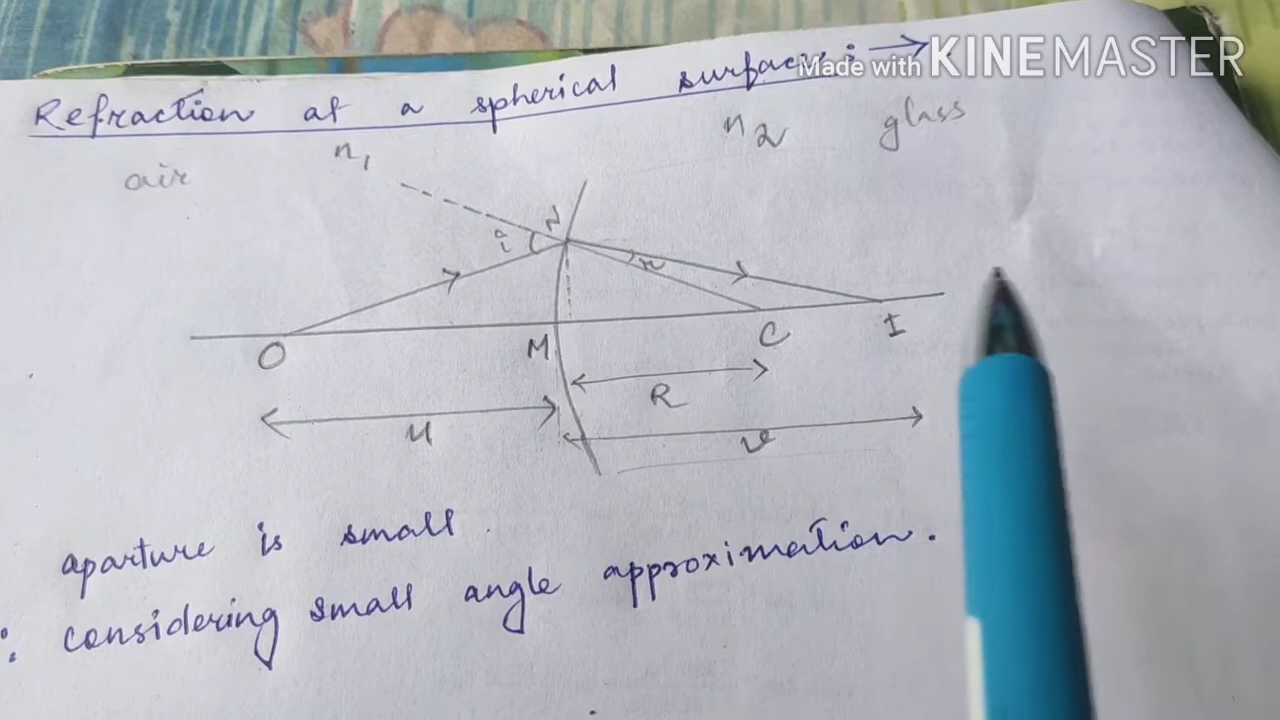 Made with KINEMASTER
Refraction at a spherical surface :→
air n₁ n₂ glass
N
i r
O M C I
R
u v
aparture is small.
∴ considering small angle approximation.